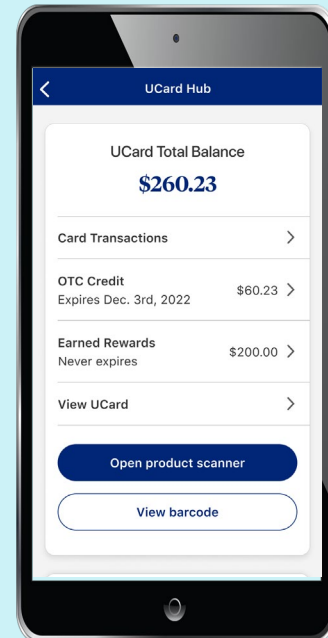 UCard Hub
UCard Total Balance
$260.23
Card Transactions
OTC Credit
Expires Dec. 3rd, 2022
$60.23
Earned Rewards
Never expires
$200.00
View UCard
Open product scanner
View barcode